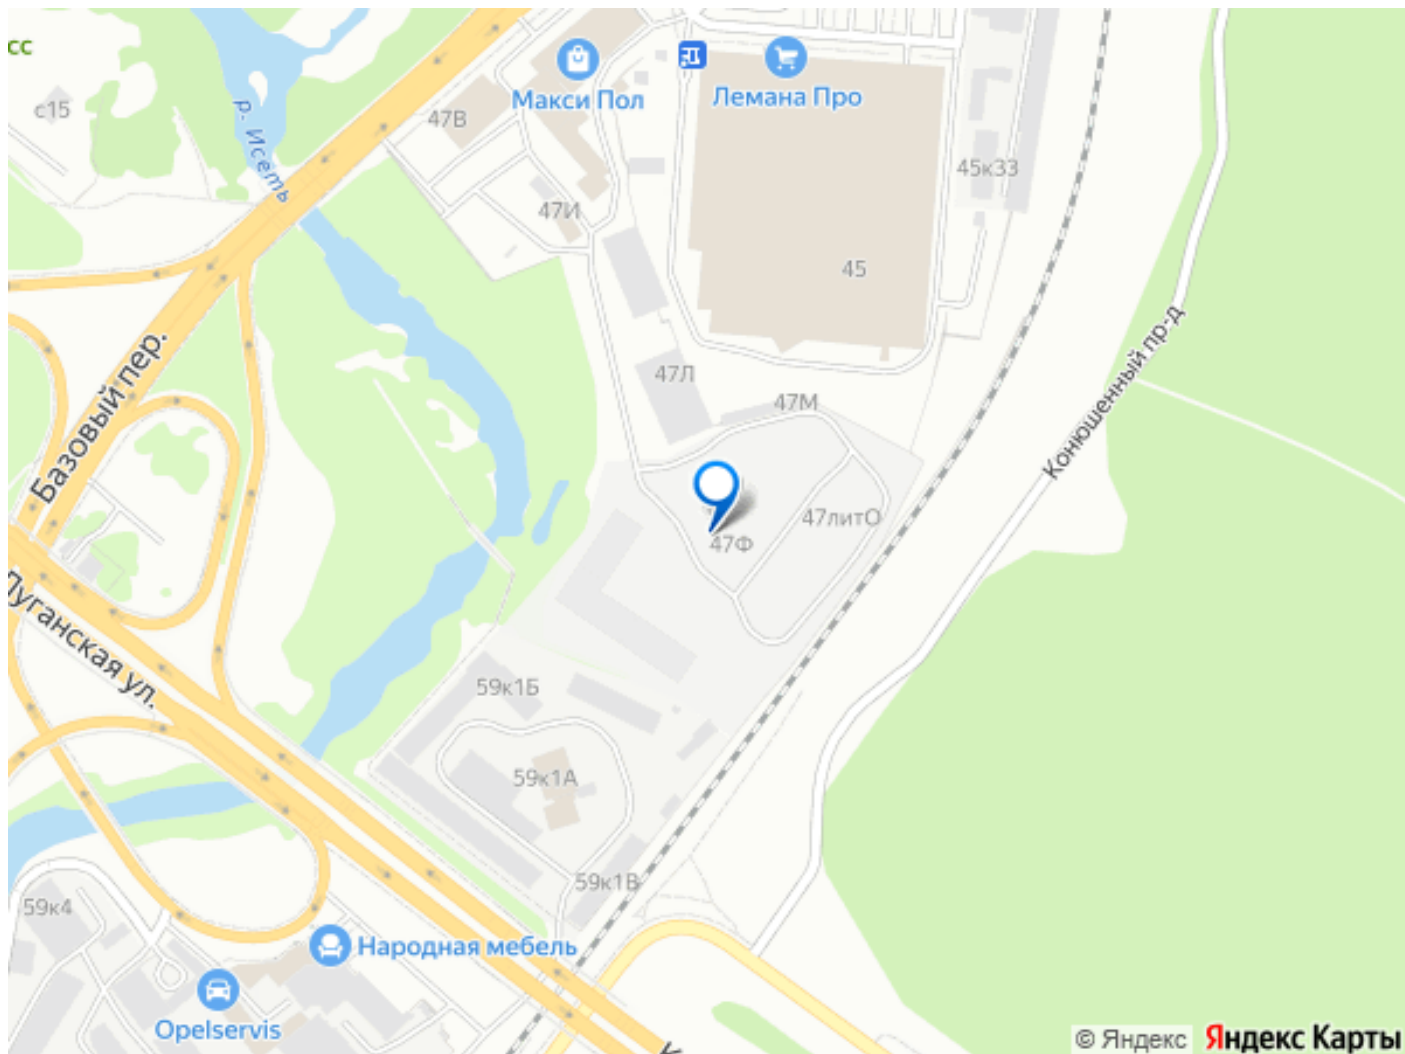 сс
с15
р. Исеть
47В
Макси Пол
Лемана Про
45к33
47И
45
Базовый пер.
47Л
47М
Конюшенный пр-д
47литО
47Ф
Луганская ул.
59к1Б
59к1А
59к1В
59к4
Народная мебель
Opelservis
© Яндекс Яндекс Карты